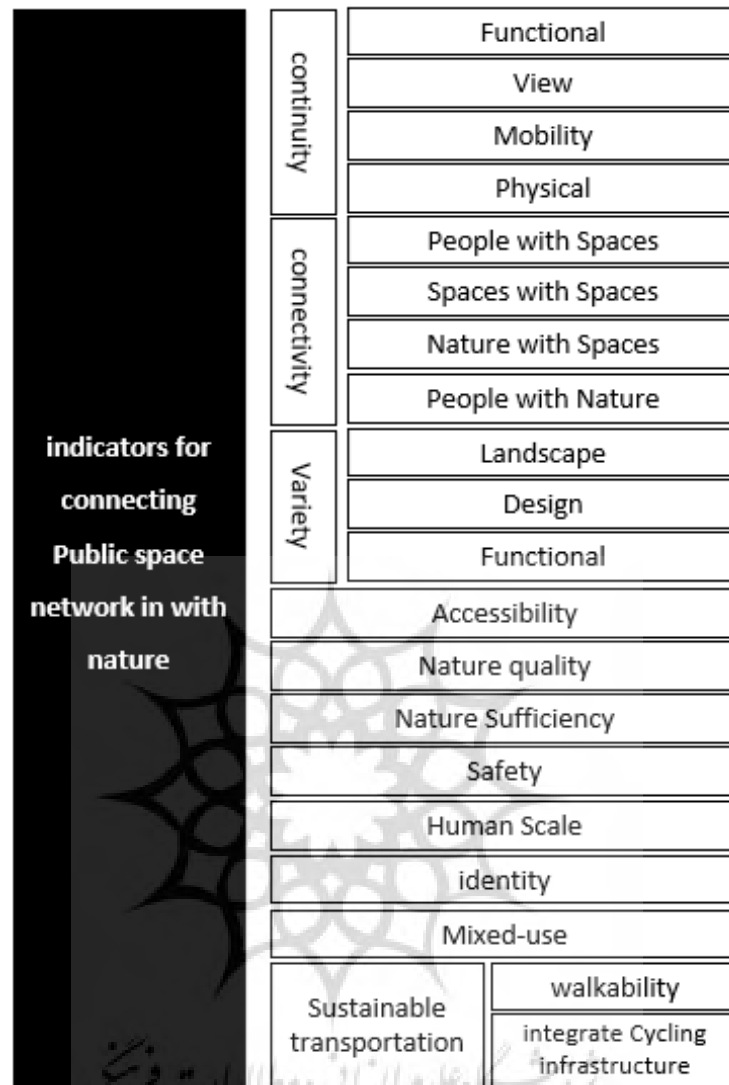 indicators for
connecting
Public space
network in with
nature
continuity
Functional
View
Mobility
Physical
connectivity
People with Spaces
Spaces with Spaces
Nature with Spaces
People with Nature
Variety
Landscape
Design
Functional
Accessibility
Nature quality
Nature Sufficiency
Safety
Human Scale
identity
Mixed-use
Sustainable
transportation
walkability
integrate Cycling
infrastructure